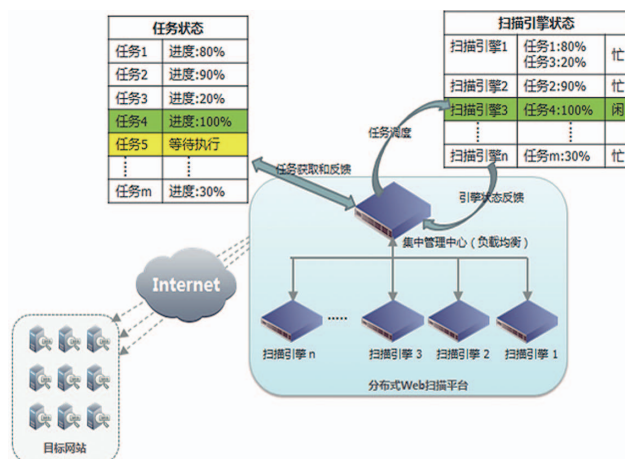 任务状态
任务1 进度:80%
任务2 进度:90%
任务3 进度:20%
任务4 进度:100%
任务5 等待执行
任务m 进度:30%
扫描引擎状态
扫描引擎1 任务1:80% 忙
任务3:20%
扫描引擎2 任务2:90% 忙
扫描引擎3 任务4:100% 闲
扫描引擎n 任务m:30% 忙
任务调度
任务获取和反馈
引擎状态反馈
集中管理中心(负载均衡)
Internet
扫描引擎 n
.....
扫描引擎 3
扫描引擎 2
扫描引擎 1
分布式Web扫描平台
目标网站